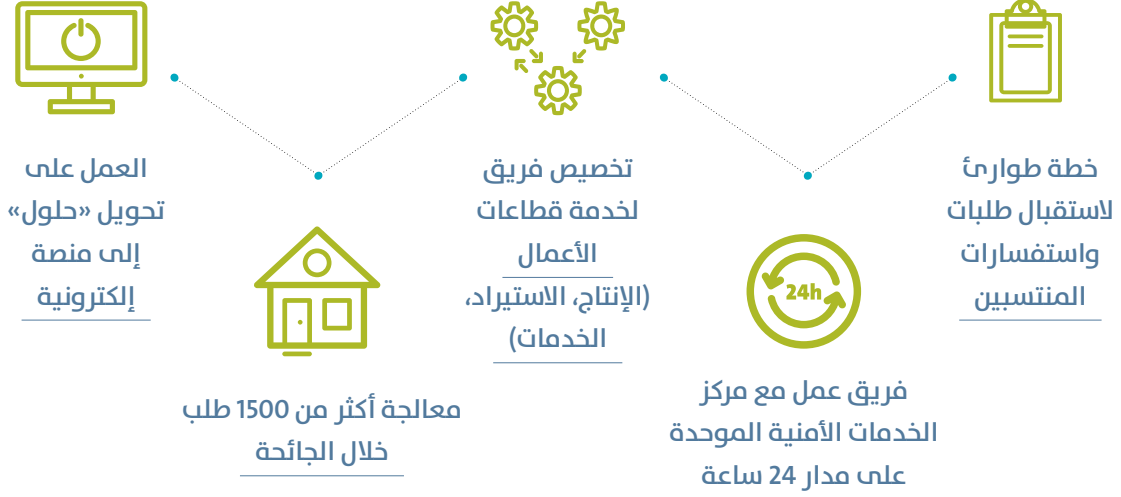 خطة طوارئ
لاستقبال طلبات
واستفسارات
المنتسبين
24h
فريق عمل مع مركز
الخدمات الأمنية الموحدة
على مدار 24 ساعة
تخصيص فريق
لخدمة قطاعات
الأعمال
(الإنتاج، الاستيراد،
الخدمات)
معالجة أكثر من 1500 طلب
خلال الجائحة
العمل على
تحويل «حلول»
إلى منصة
إلكترونية